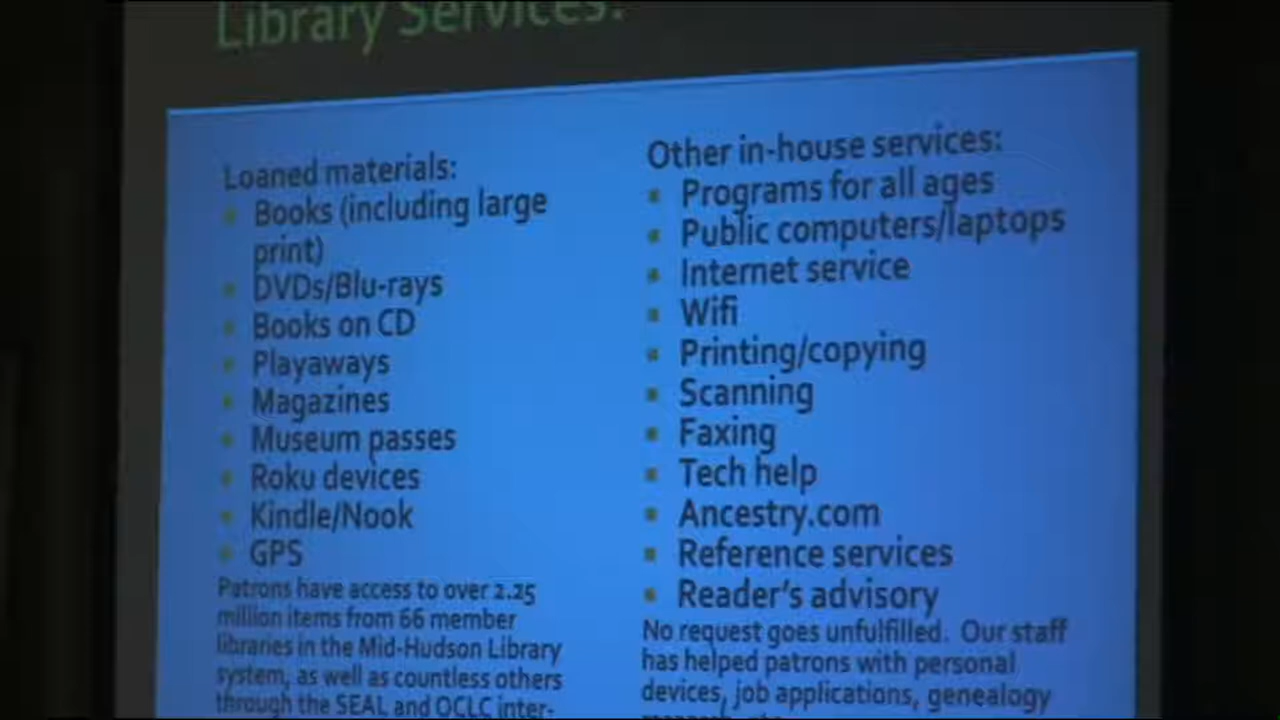 Library Services:
Loaned materials:
Books (including large
print)
DVDs/Blu-rays
Books on CD
Playaways
Magazines
Museum passes
Roku devices
Kindle/Nook
GPS
Patrons have access to over 2.25
million items from 66 member
libraries in the Mid-Hudson Library
system, as well as countless others
through the SEAL and OCLC inter-
Other in-house services:
Programs for all ages
Public computers/laptops
Internet service
Wifi
Printing/copying
Scanning
Faxing
Tech help
Ancestry.com
Reference services
Reader's advisory
No request goes unfulfilled. Our staff
has helped patrons with personal
devices, job applications, genealogy